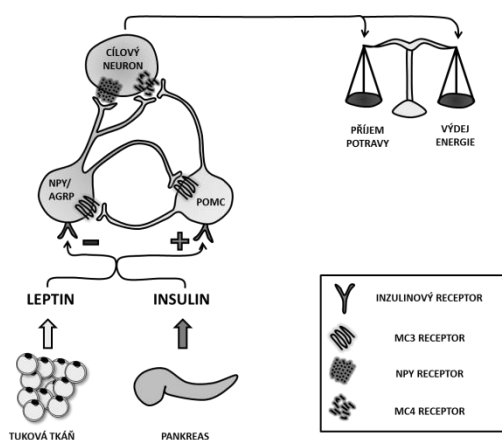 CÍLOVÝ
NEURON
PŘÍJEM
POTRAVY
VÝDEJ
ENERGIE
NPY/
AGRP
POMC
LEPTIN
INSULIN
INZULINOVÝ RECEPTOR
MC3 RECEPTOR
NPY RECEPTOR
MC4 RECEPTOR
TUKOVÁ TKÁŇ
PANKREAS